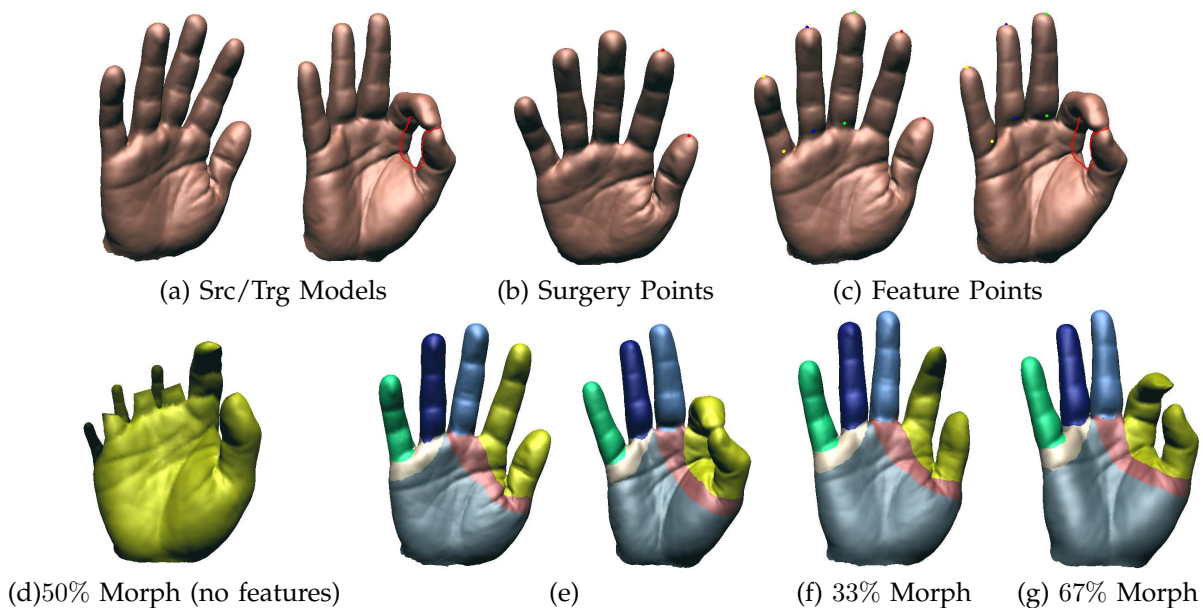 (a) Src/Trg Models
(b) Surgery Points
(c) Feature Points
(d)50% Morph (no features)
(e)
(f) 33% Morph
(g) 67% Morph